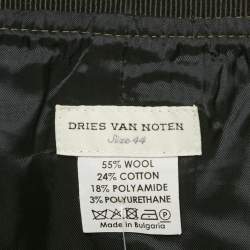 DRIES VAN NOTEN
Size 44
55% WOOL
24% COTTON
18% POLYAMIDE
3% POLYURETHANE
Made in Bulgaria